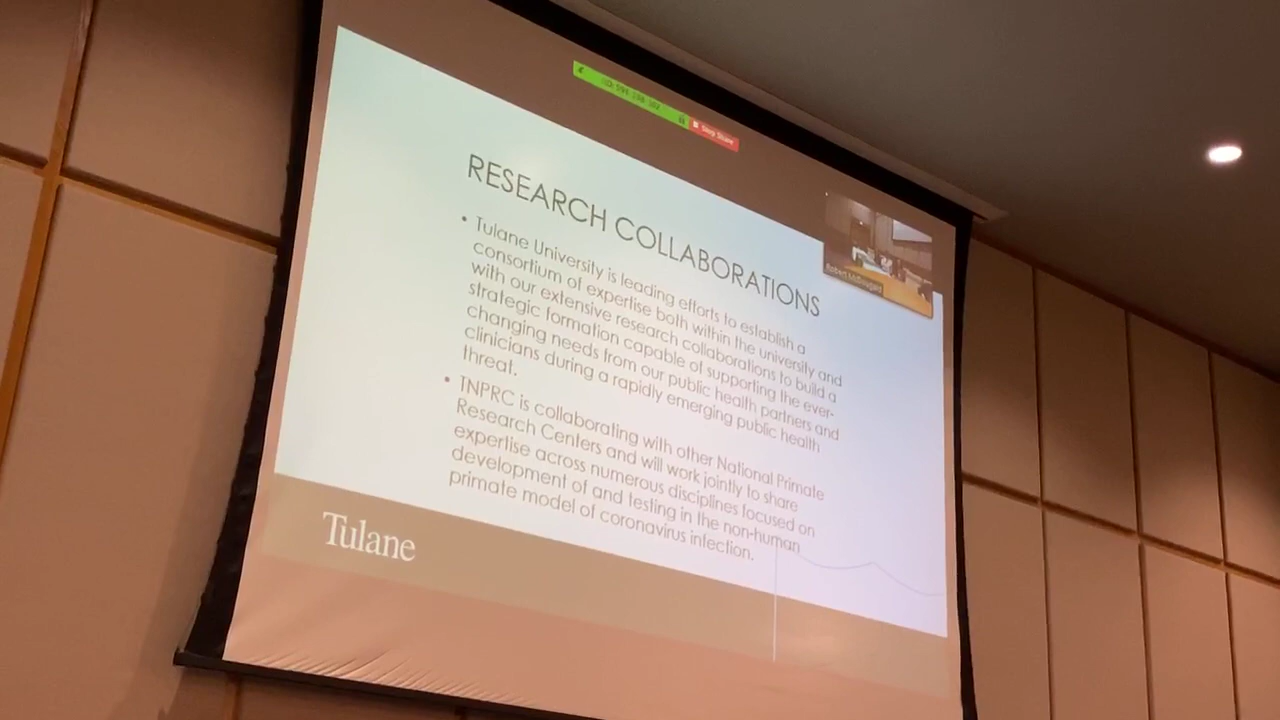 Stop Share
RESEARCH COLLABORATIONS
Robert McDougald
• Tulane University is leading efforts to establish a
consortium of expertise both within the university and
with our extensive research collaborations to build a
strategic formation capable of supporting the ever-
changing needs from our public health partners and
clinicians during a rapidly emerging public health
threat.
• TNPRC is collaborating with other National Primate
Research Centers and will work jointly to share
expertise across numerous disciplines focused on
development of and testing in the non-human
primate model of coronavirus infection.
Tulane